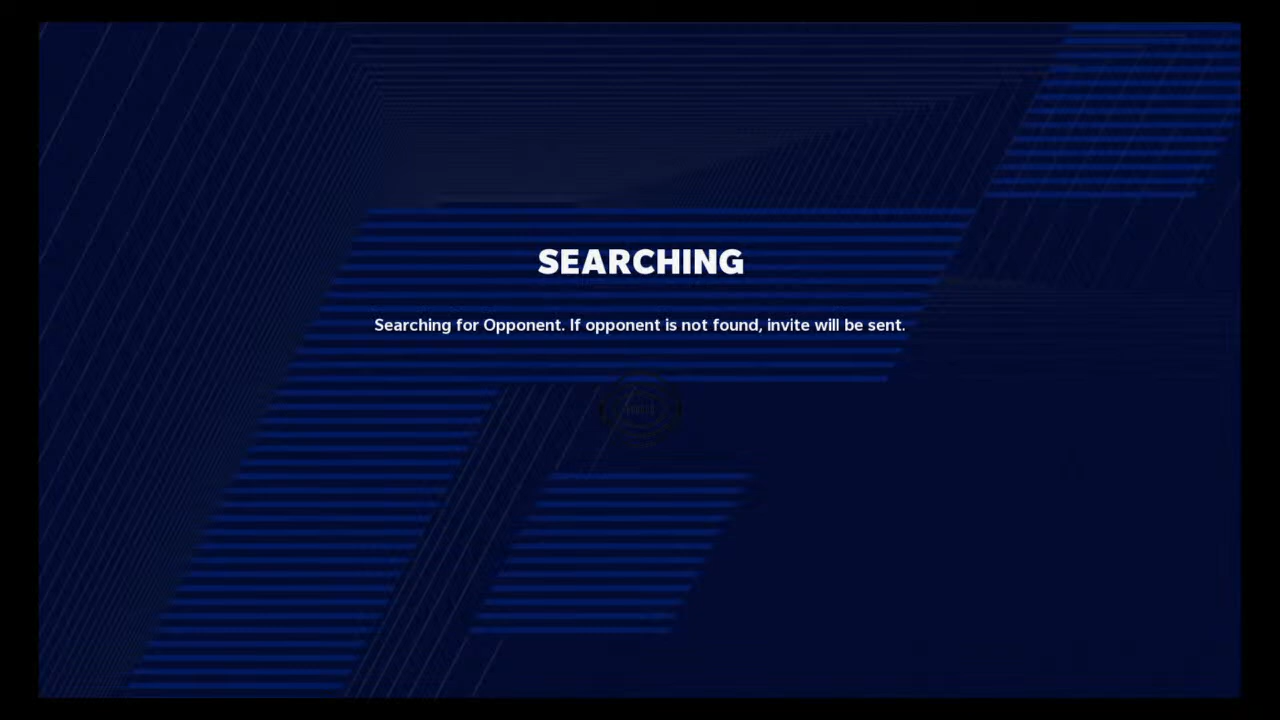 SEARCHING
Searching for Opponent. If opponent is not found, invite will be sent.